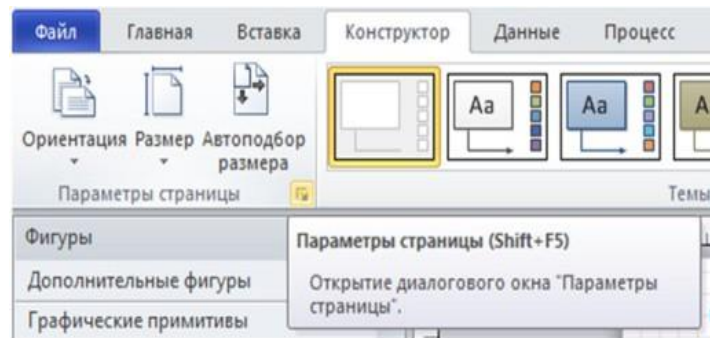 Файл Главная Вставка Конструктор Данные Процесс
Ориентация Размер Автоподбор
размера
Aa Aa A
Параметры страницы Темы
Фигуры
Дополнительные фигуры
Графические примитивы
Параметры страницы (Shift+F5)
Открытие диалогового окна "Параметры
страницы".